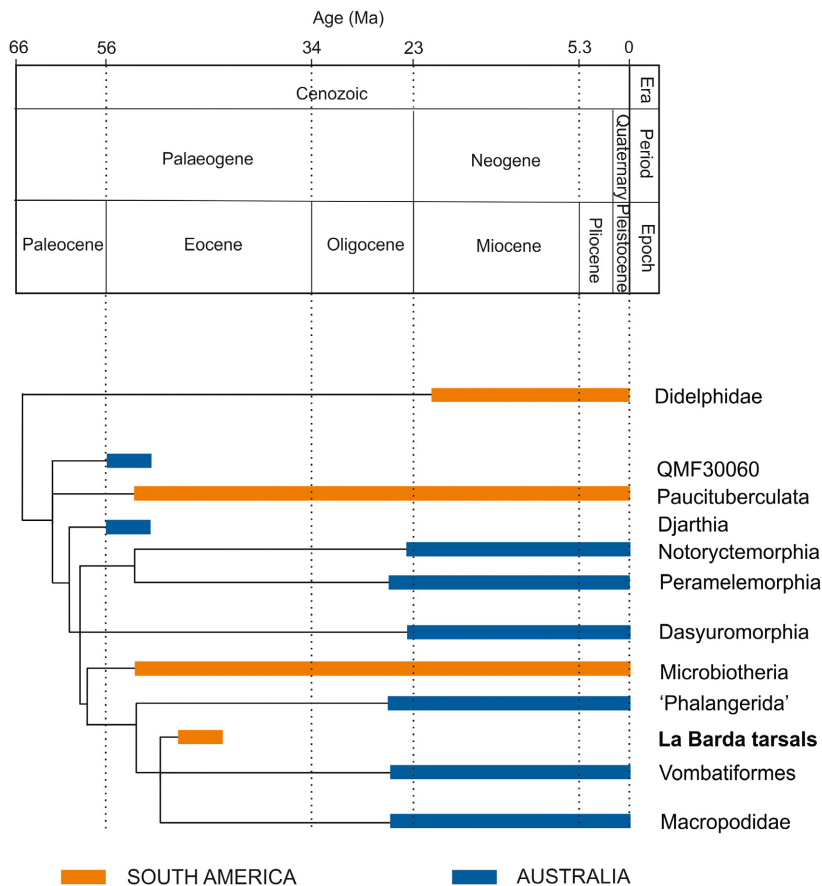 Age (Ma)
66 56 34 23 5.3 0
Cenozoic
Era
Palaeogene Neogene Quaternary Period
Paleocene Eocene Oligocene Miocene Pliocene Pleistocene Epoch
Didelphidae
QMF30060
Paucituberculata
Djarthia
Notoryctemorphia
Peramelemorphia
Dasyuromorphia
Microbiotheria
‘Phalangerida’
La Barda tarsals
Vombatiformes
Macropodidae
SOUTH AMERICA AUSTRALIA